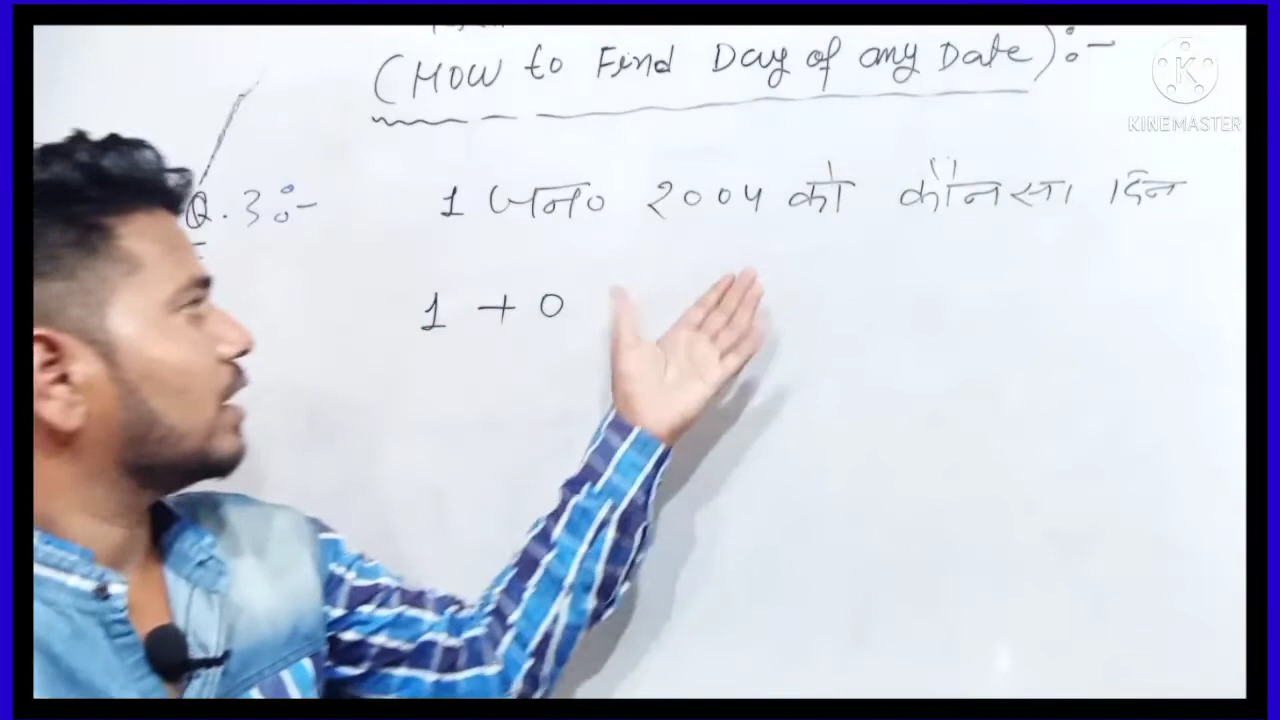 (How to Find Day of any Date):-
KINEMASTER
Q.3:- 1 जन० 2004 को कौनसा दिन
1 + 0